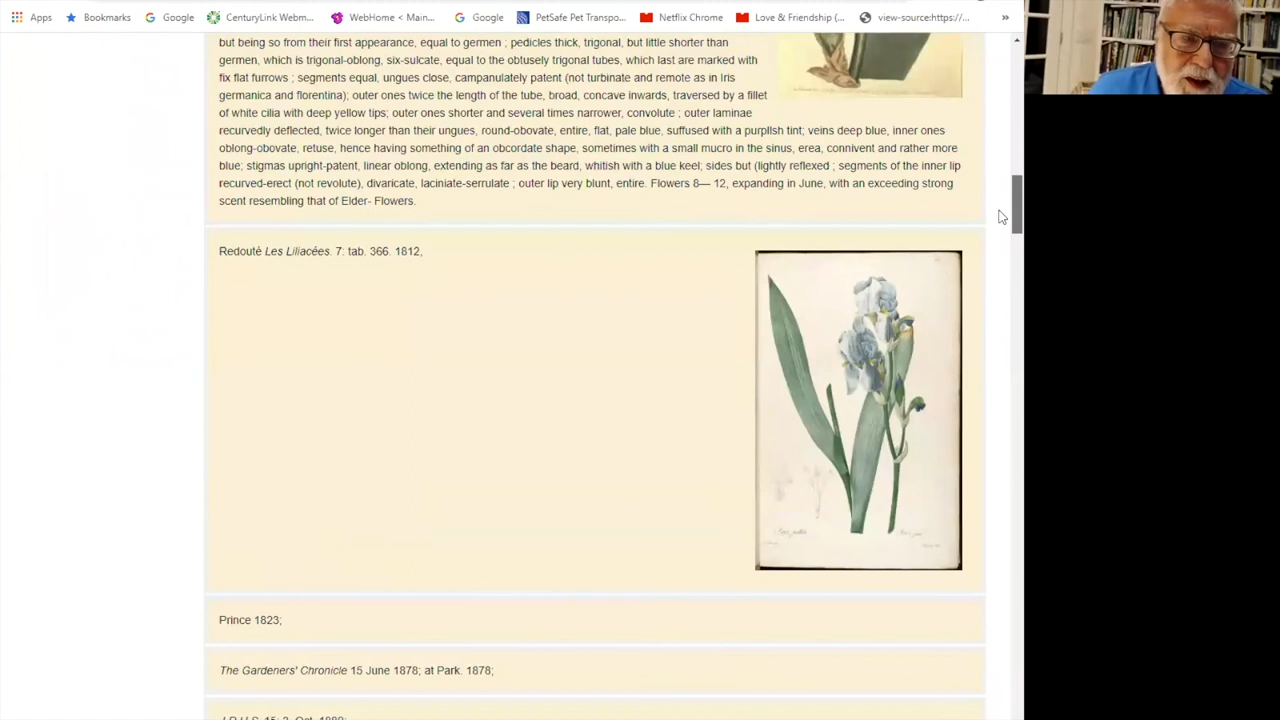 Apps
Bookmarks
Google
CenturyLink Webm...
WebHome < Main...
Google
PetSafe Pet Transpo...
Netflix Chrome
Love & Friendship (...
view-source:https://...
»
but being so from their first appearance, equal to germen ; pedicles thick, trigonal, but little shorter than
germen, which is trigonal-oblong, six-sulcate, equal to the obtusely trigonal tubes, which last are marked with
fix flat furrows ; segments equal, ungues close, campanulately patent (not turbinate and remote as in Iris
germanica and florentina); outer ones twice the length of the tube, broad, concave inwards, traversed by a fillet
of white cilia with deep yellow tips; outer ones shorter and several times narrower, convolute ; outer laminae
recurvedly deflected, twice longer than their ungues, round-obovate, entire, flat, pale blue, suffused with a purplish tint; veins deep blue, inner ones
oblong-obovate, retuse, hence having something of an obcordate shape, sometimes with a small mucro in the sinus, erea, connivent and rather more
blue; stigmas upright-patent, linear oblong, extending as far as the beard, whitish with a blue keel; sides but (lightly reflexed ; segments of the inner lip
recurved-erect (not revolute), divaricate, laciniate-serrulate ; outer lip very blunt, entire. Flowers 8— 12, expanding in June, with an exceeding strong
scent resembling that of Elder- Flowers.
Redouté Les Liliacées. 7: tab. 366. 1812,
Prince 1823;
The Gardeners' Chronicle 15 June 1878; at Park. 1878;